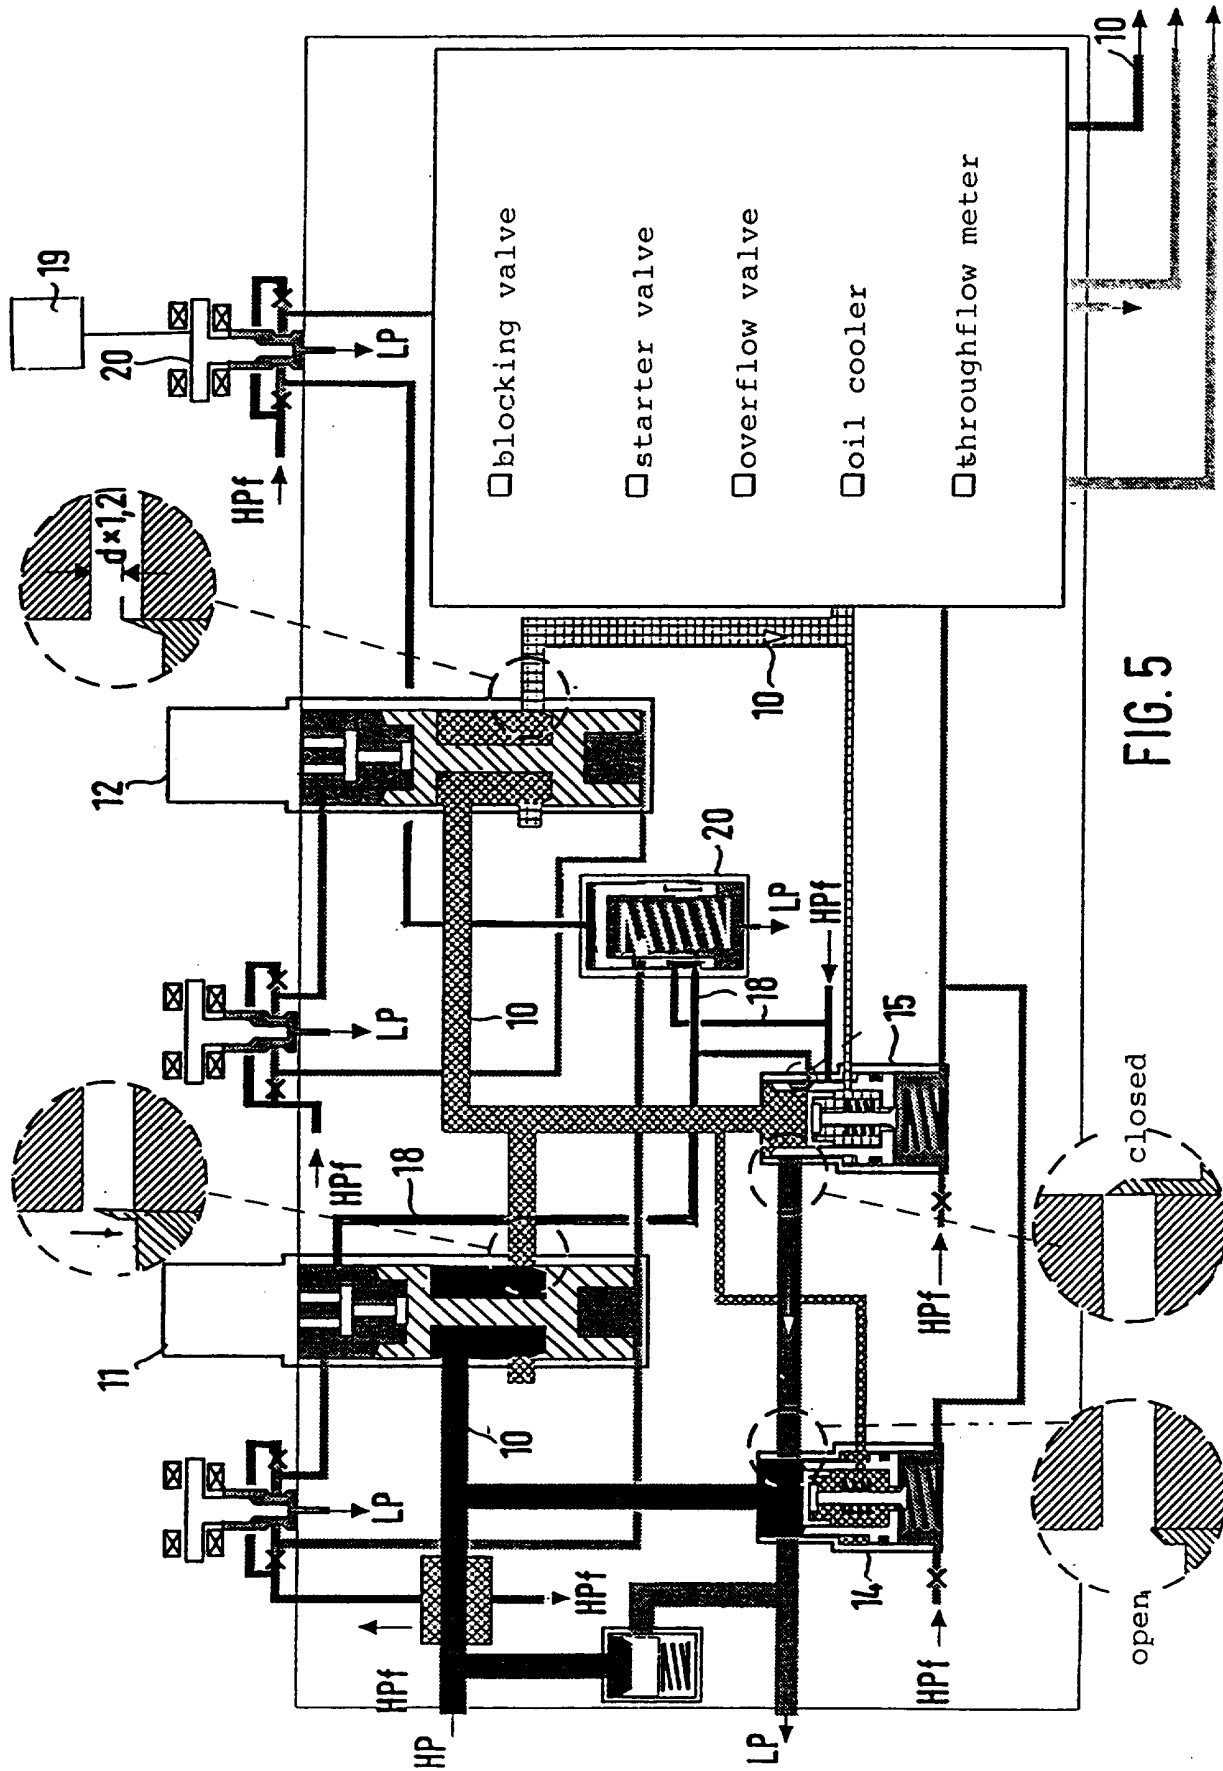 19
20
LP
HPf
d×1,2
10
blocking valve
starter valve
overflow valve
oil cooler
throughflow meter
12
10
20
LP
HPf
10
18
15
closed
LP
HPf
18
HPf
11
10
LP
14
open
HPf
HPf
HPf
HP
LP
FIG. 5